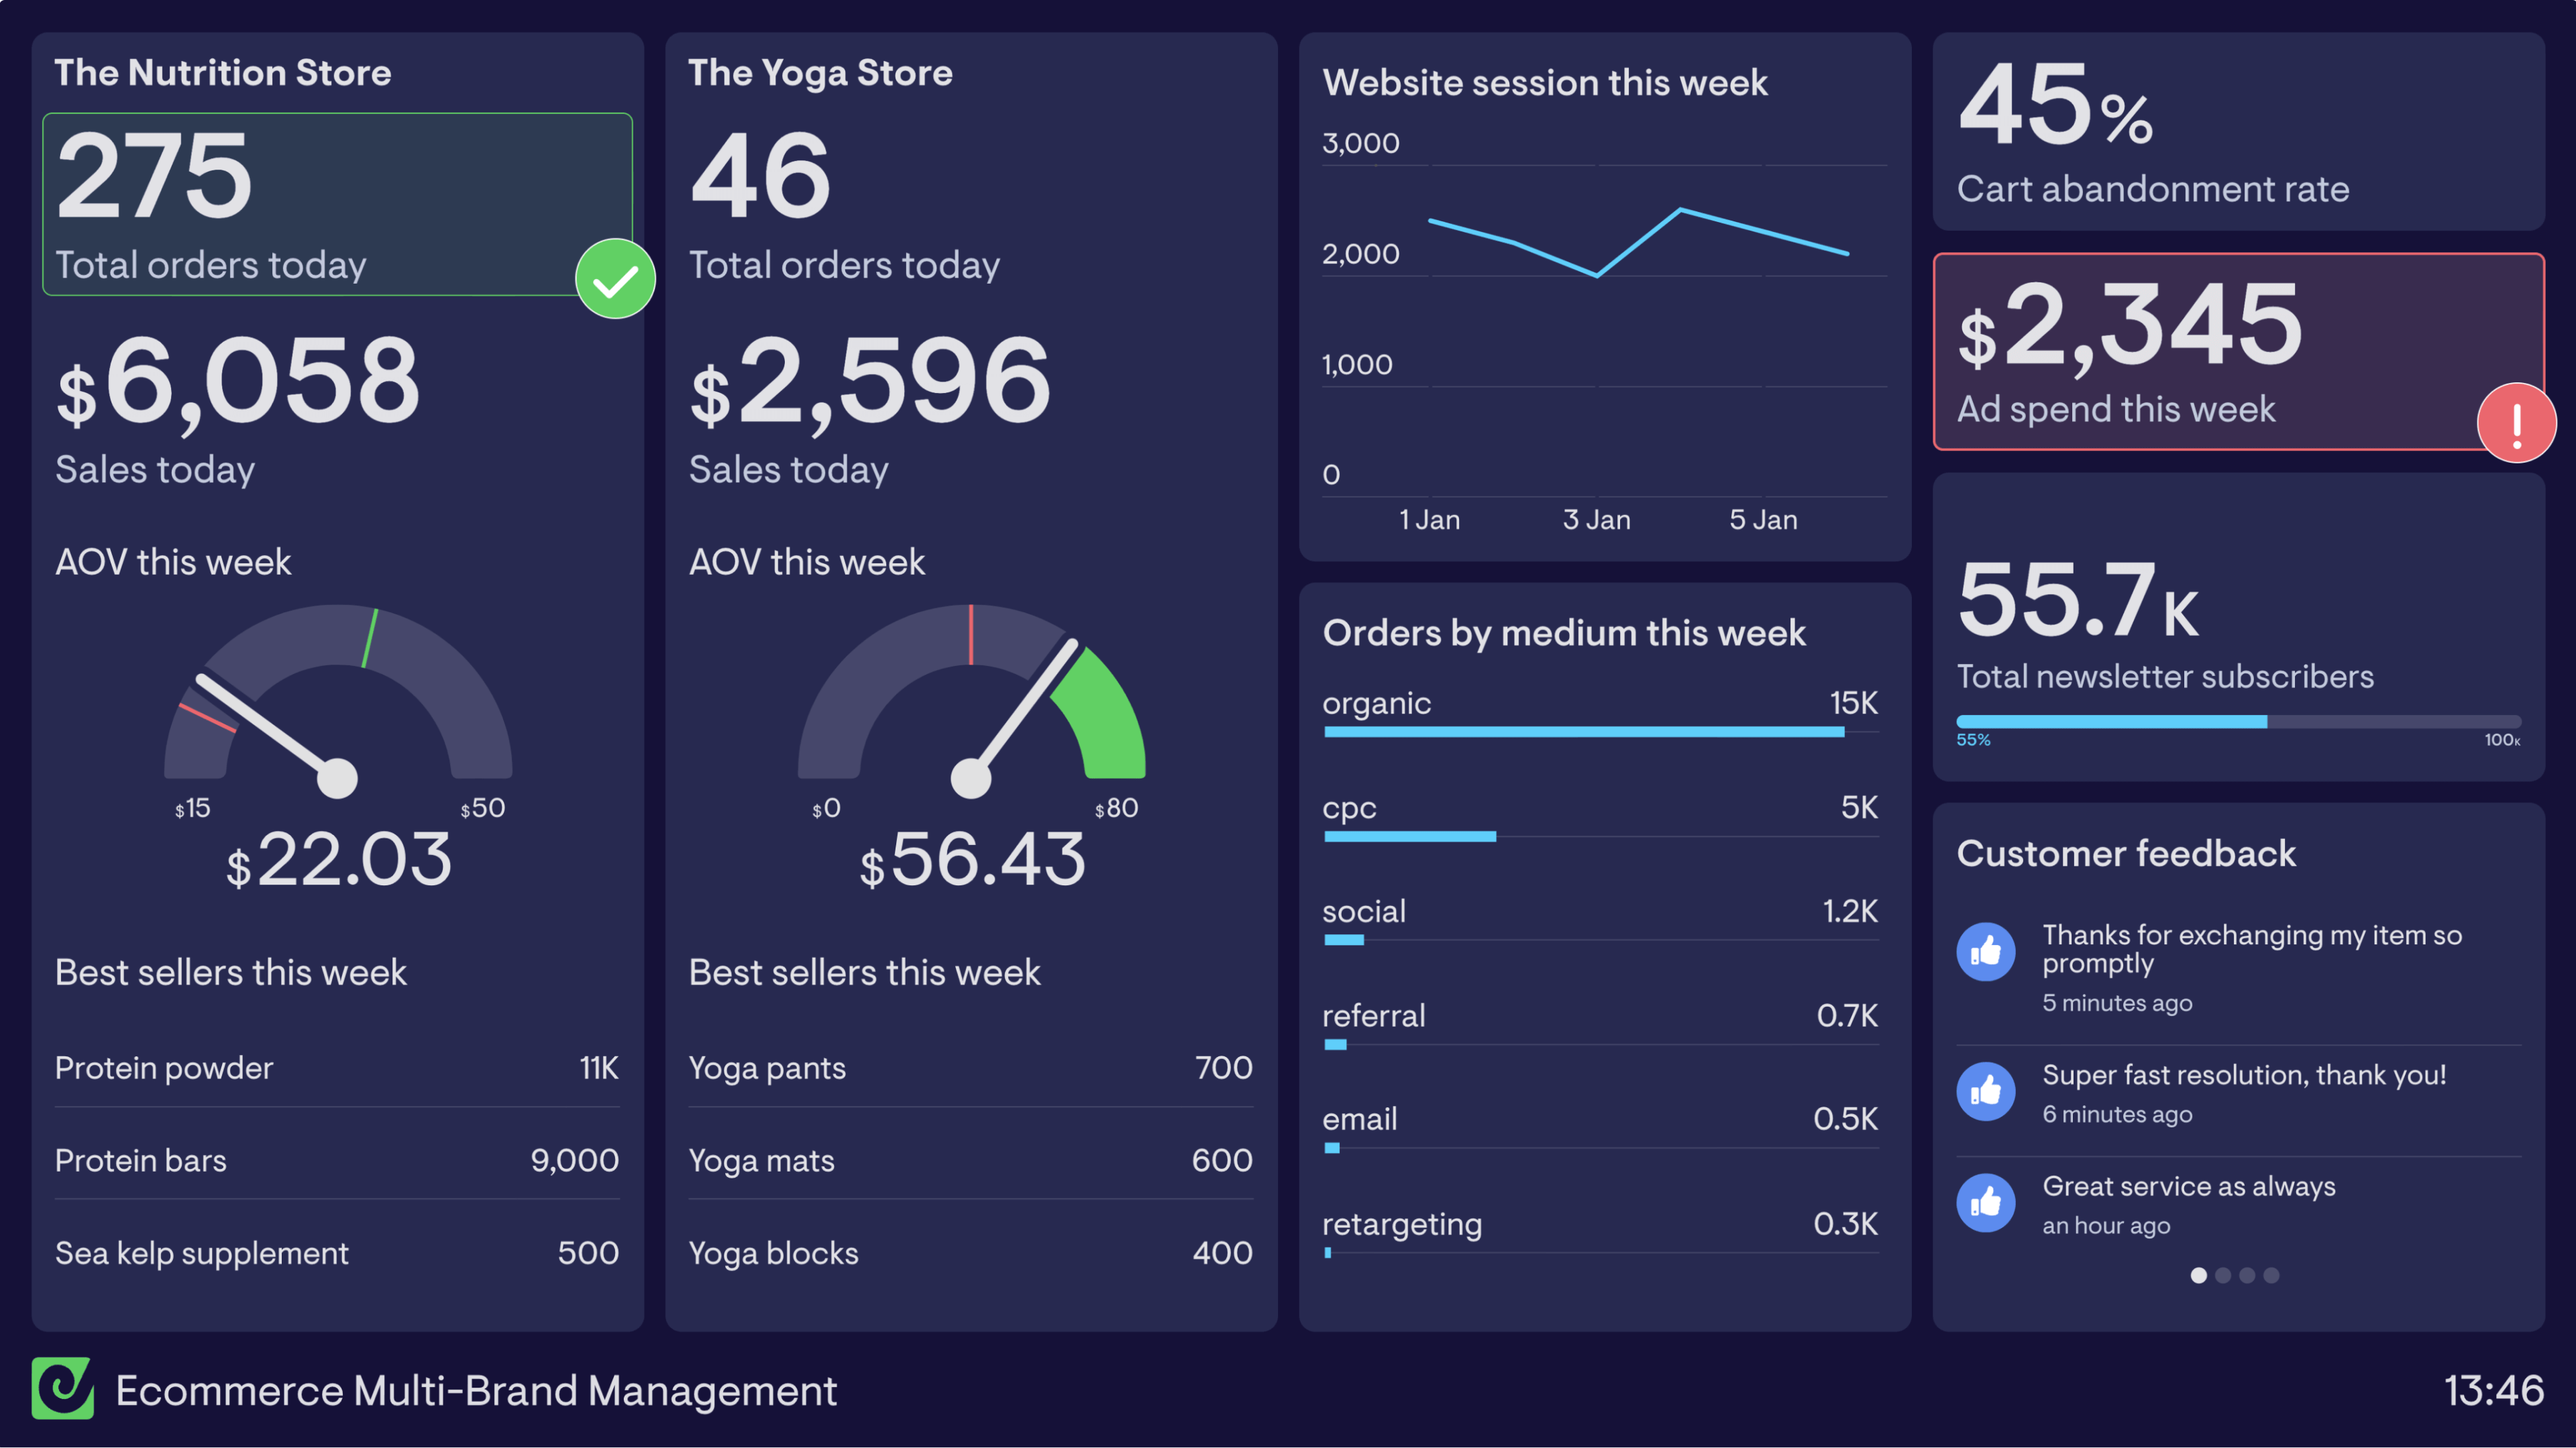 The Nutrition Store
275
Total orders today
$6,058
Sales today
AOV this week
$15
$50
$22.03
Best sellers this week
Protein powder 11K
Protein bars 9,000
Sea kelp supplement 500
The Yoga Store
46
Total orders today
$2,596
Sales today
AOV this week
$0
$80
$56.43
Best sellers this week
Yoga pants 700
Yoga mats 600
Yoga blocks 400
Website session this week
3,000
2,000
1,000
0
1 Jan 3 Jan 5 Jan
Orders by medium this week
organic 15K
cpc 5K
social 1.2K
referral 0.7K
email 0.5K
retargeting 0.3K
45%
Cart abandonment rate
$2,345
Ad spend this week
!
55.7K
Total newsletter subscribers
55% 100K
Customer feedback
Thanks for exchanging my item so
promptly
5 minutes ago
Super fast resolution, thank you!
6 minutes ago
Great service as always
an hour ago
Ecommerce Multi-Brand Management
13:46